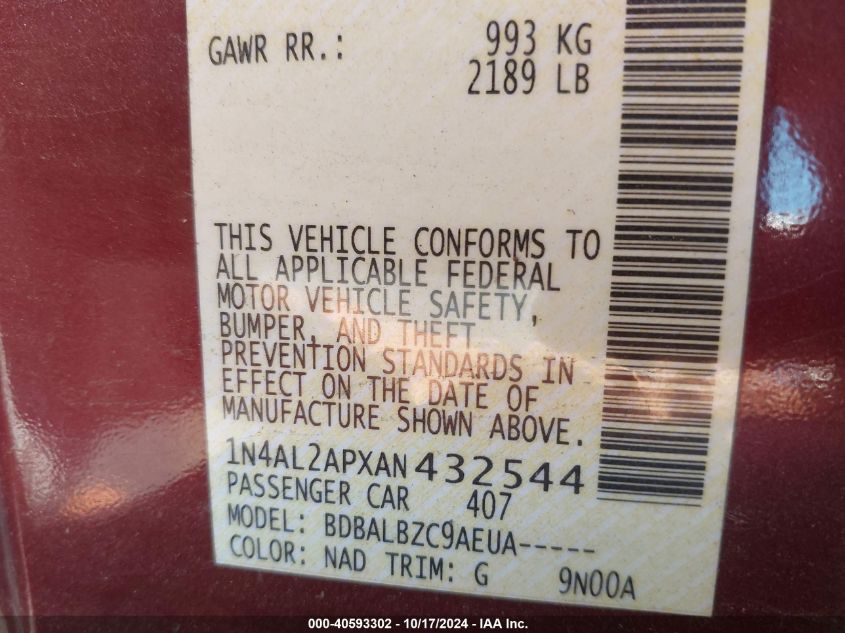 GAWR RR.: 993 KG
2189 LB
THIS VEHICLE CONFORMS TO
ALL APPLICABLE FEDERAL
MOTOR VEHICLE SAFETY,
BUMPER, AND THEFT
PREVENTION STANDARDS IN
EFFECT ON THE DATE OF
MANUFACTURE SHOWN ABOVE.
1N4AL2APXAN432544
PASSENGER CAR 407
MODEL: BDBALBZC9AEUA-----
COLOR: NAD TRIM: G 9N00A
000-40593302 - 10/17/2024 - IAA Inc.